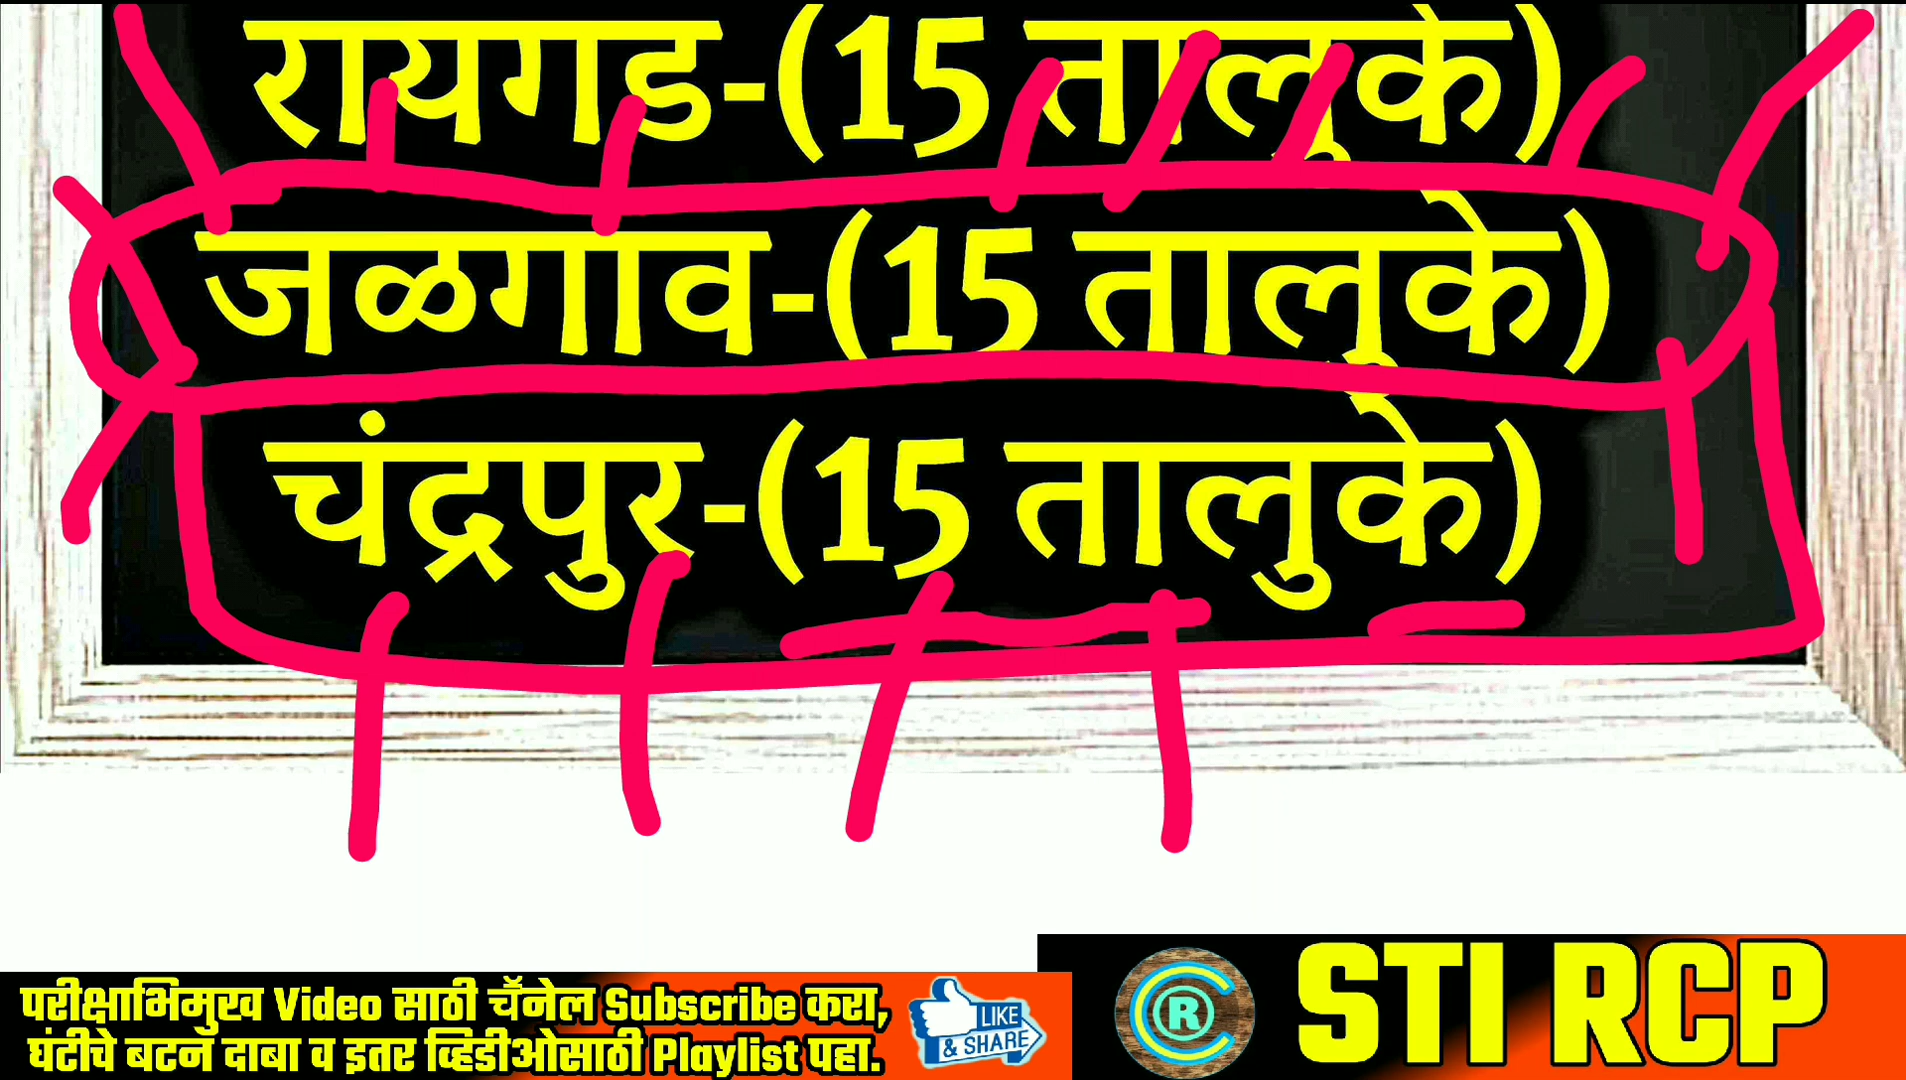 रायगड-(15 तालुके)
जळगाव-(15 तालुके)
चंद्रपुर-(15 तालुके)
परीक्षाभिमुख Video साठी चॅनेल Subscribe करा,
घंटीचे बटन दाबा व इतर व्हिडीओसाठी Playlist पहा.
LIKE
& SHARE
R
STI RCP